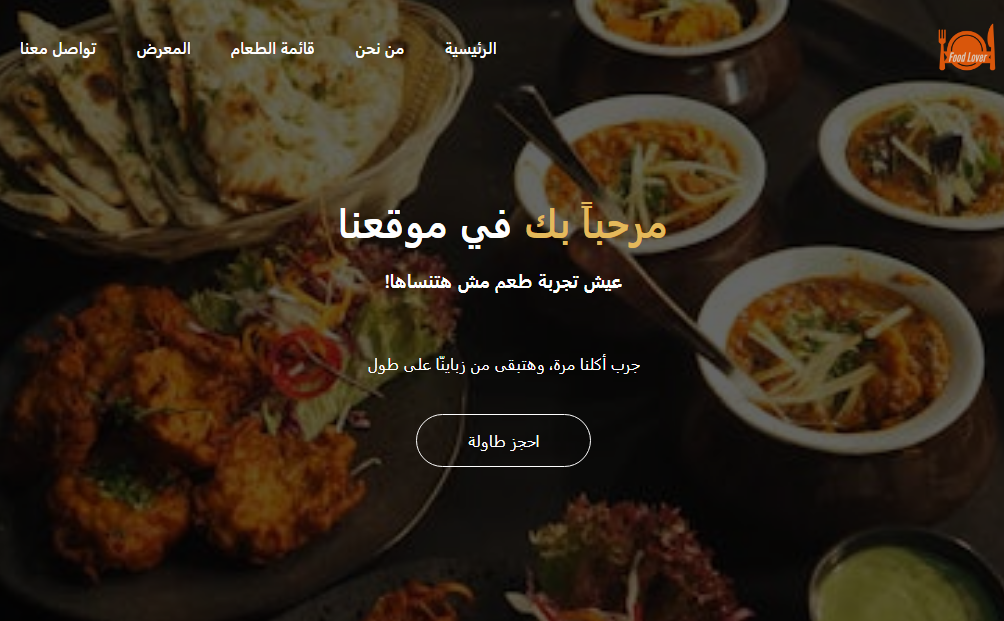 Food Lover
الرئيسية
من نحن
قائمة الطعام
المعرض
تواصل معنا
مرحباً بك في موقعنا
عيش تجربة طعم مش هتنساها!
جرب أكلنا مرة، وهتبقى من زباينّا على طول
احجز طاولة